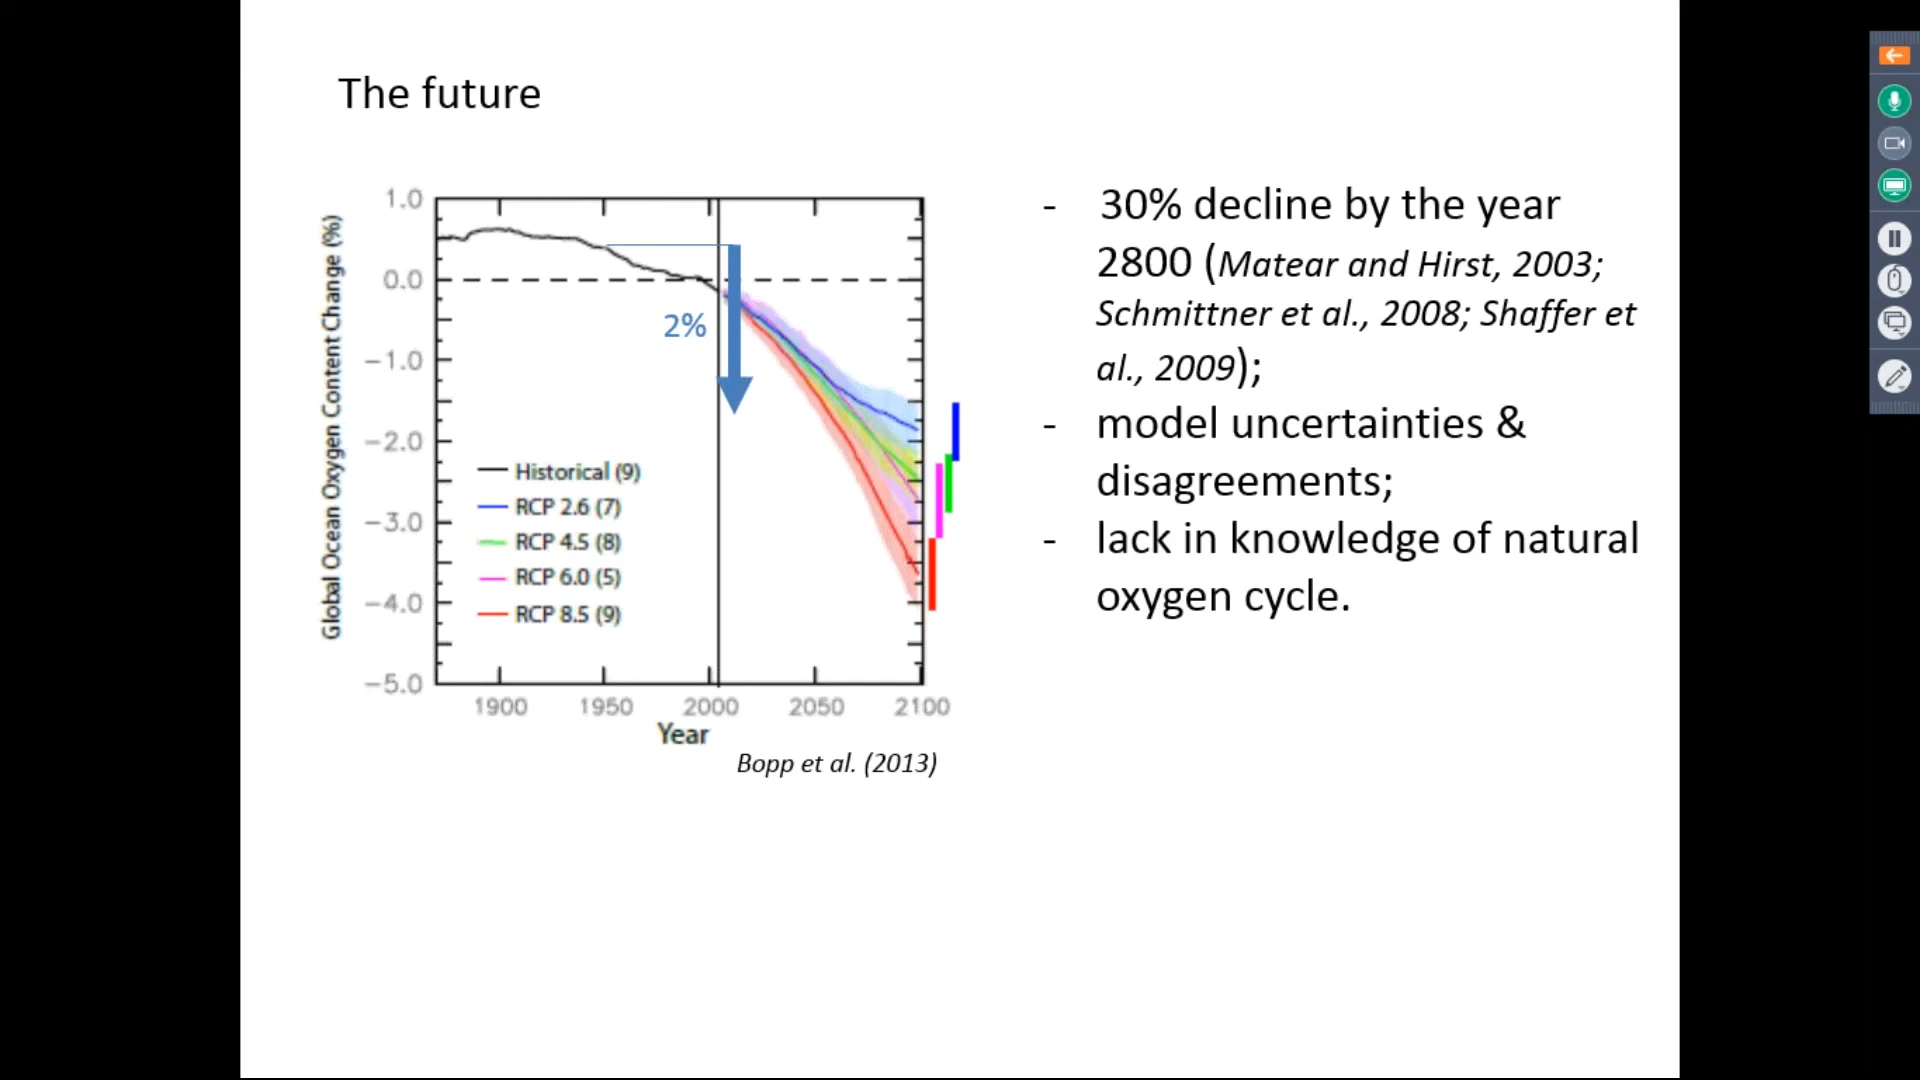 The future
Global Ocean Oxygen Content Change (%)
1.0
0.0
−1.0
−2.0
−3.0
−4.0
−5.0
2%
Historical (9)
RCP 2.6 (7)
RCP 4.5 (8)
RCP 6.0 (5)
RCP 8.5 (9)
1900 1950 2000 2050 2100
Year
Bopp et al. (2013)
- 30% decline by the year
2800 (Matear and Hirst, 2003;
Schmittner et al., 2008; Shaffer et
al., 2009);
- model uncertainties &
disagreements;
- lack in knowledge of natural
oxygen cycle.